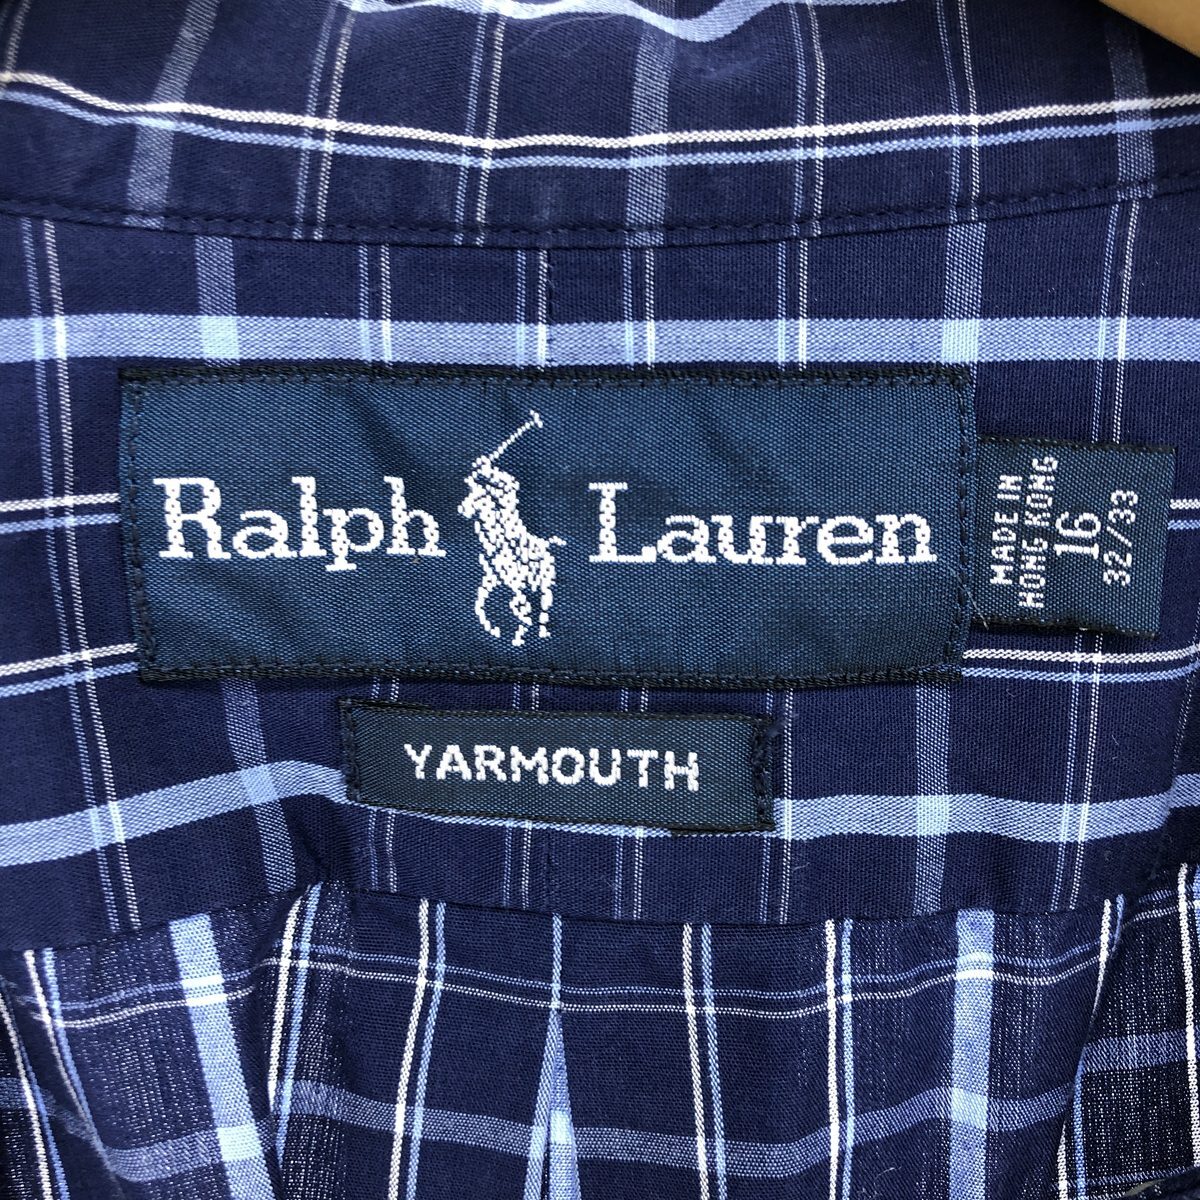 Ralph Lauren
MADE IN
HONG KONG
16
32/33
YARMOUTH